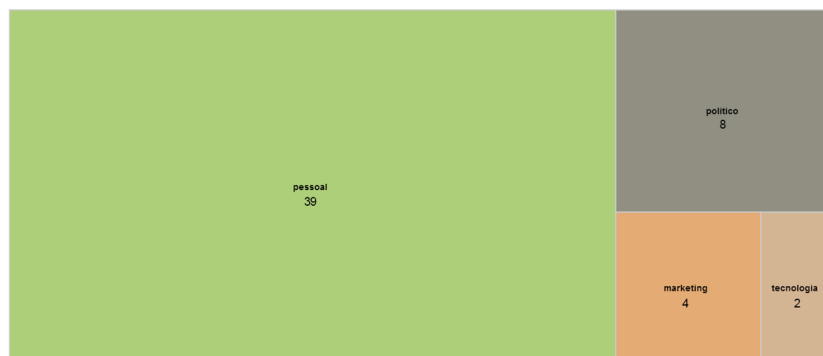 pessoal
39
político
8
marketing
4
tecnologia
2